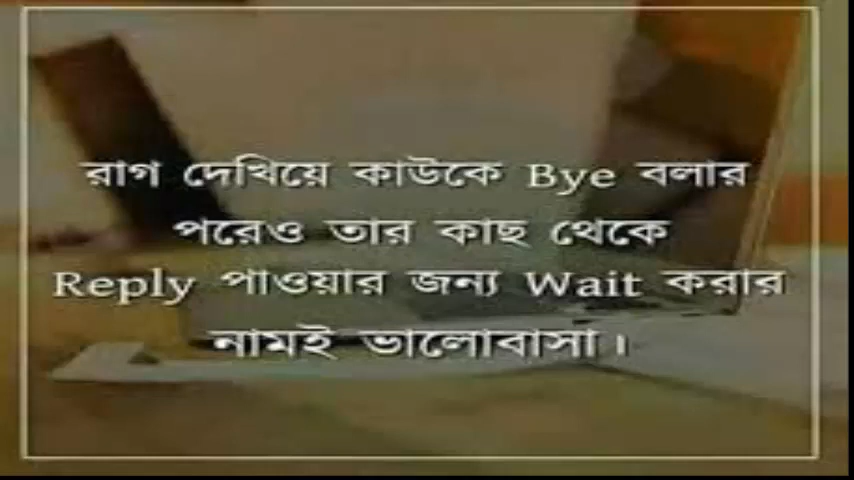 রাগ দেখিয়ে কাউকে Bye বলার
পরেও তার কাছ থেকে
Reply পাওয়ার জন্য Wait করার
নামই ভালোবাসা।